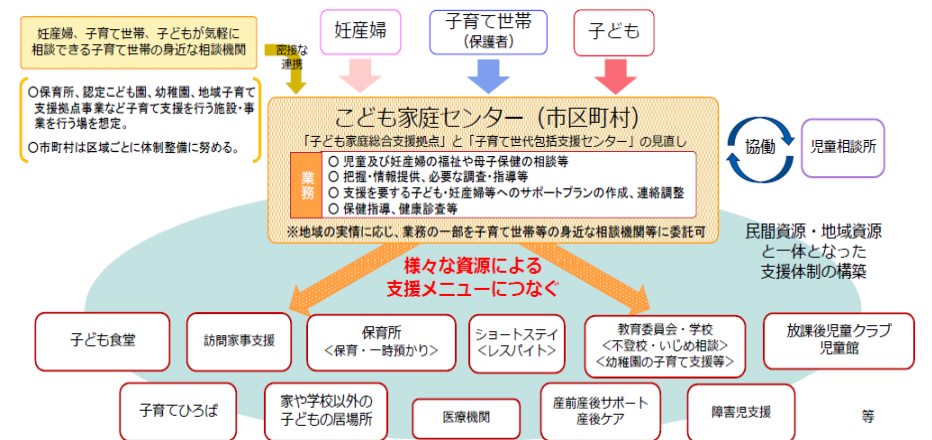 妊産婦、子育て世帯、子どもが気軽に
相談できる子育て世帯の身近な相談機関
密接な
連携
妊産婦
子育て世帯
(保護者)
子ども
〇保育所、認定こども園、幼稚園、地域子育て
支援拠点事業など子育て支援を行う施設・事
業を行う場を想定。
〇市町村は区域ごとに体制整備に努める。
こども家庭センター(市区町村)
「子ども家庭総合支援拠点」と「子育て世代包括支援センター」の見直し
業務
〇 児童及び妊産婦の福祉や母子保健の相談等
〇 把握・情報提供、必要な調査・指導等
〇 支援を要する子ども・妊産婦等へのサポートプランの作成、連絡調整
〇 保健指導、健康診査等
※地域の実情に応じ、業務の一部を子育て世帯等の身近な相談機関等に委託可
協働
児童相談所
民間資源・地域資源
と一体となった
支援体制の構築
様々な資源による
支援メニューにつなぐ
子ども食堂
訪問家事支援
保育所
<保育・一時預かり>
ショートステイ
<レスパイト>
教育委員会・学校
<不登校・いじめ相談>
<幼稚園の子育て支援等>
放課後児童クラブ
児童館
子育てひろば
家や学校以外の
子どもの居場所
医療機関
産前産後サポート
産後ケア
障害児支援
等